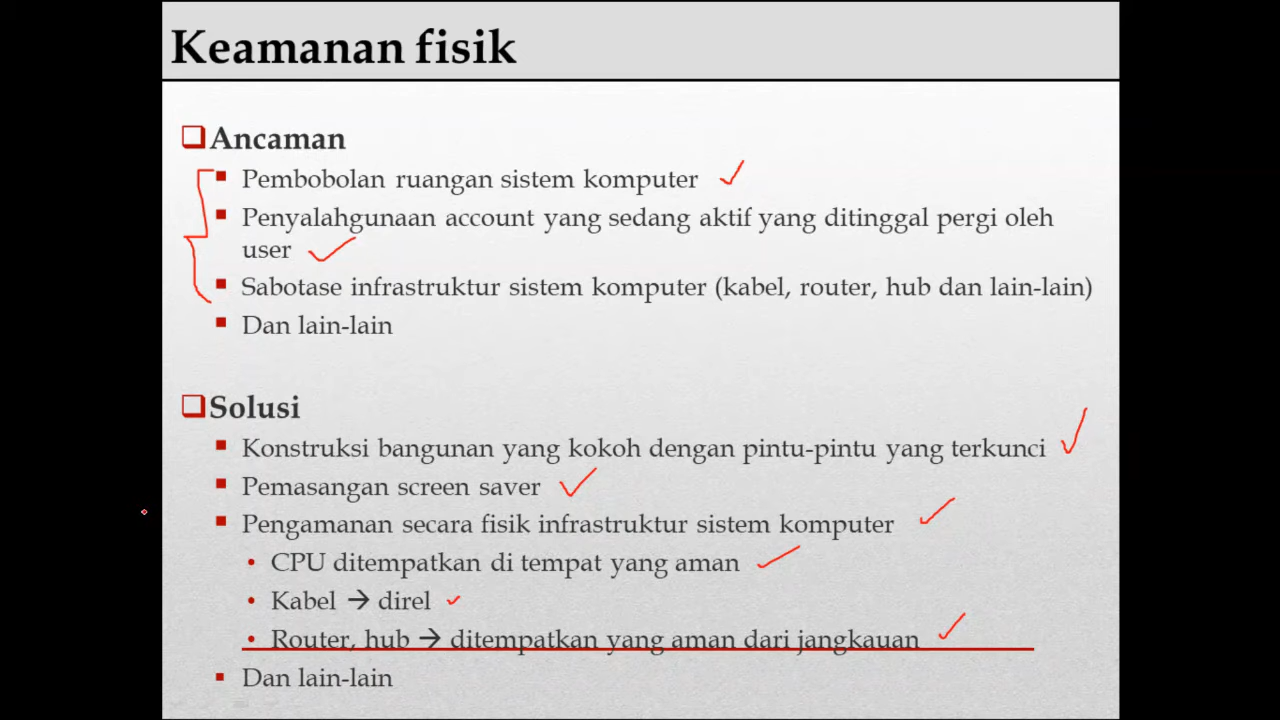 Keamanan fisik
Ancaman
Pembobolan ruangan sistem komputer
Penyalahgunaan account yang sedang aktif yang ditinggal pergi oleh
user
Sabotase infrastruktur sistem komputer (kabel, router, hub dan lain-lain)
Dan lain-lain
Solusi
Konstruksi bangunan yang kokoh dengan pintu-pintu yang terkunci
Pemasangan screen saver
Pengamanan secara fisik infrastruktur sistem komputer
• CPU ditempatkan di tempat yang aman
• Kabel → direl
• Router, hub → ditempatkan yang aman dari jangkauan
Dan lain-lain